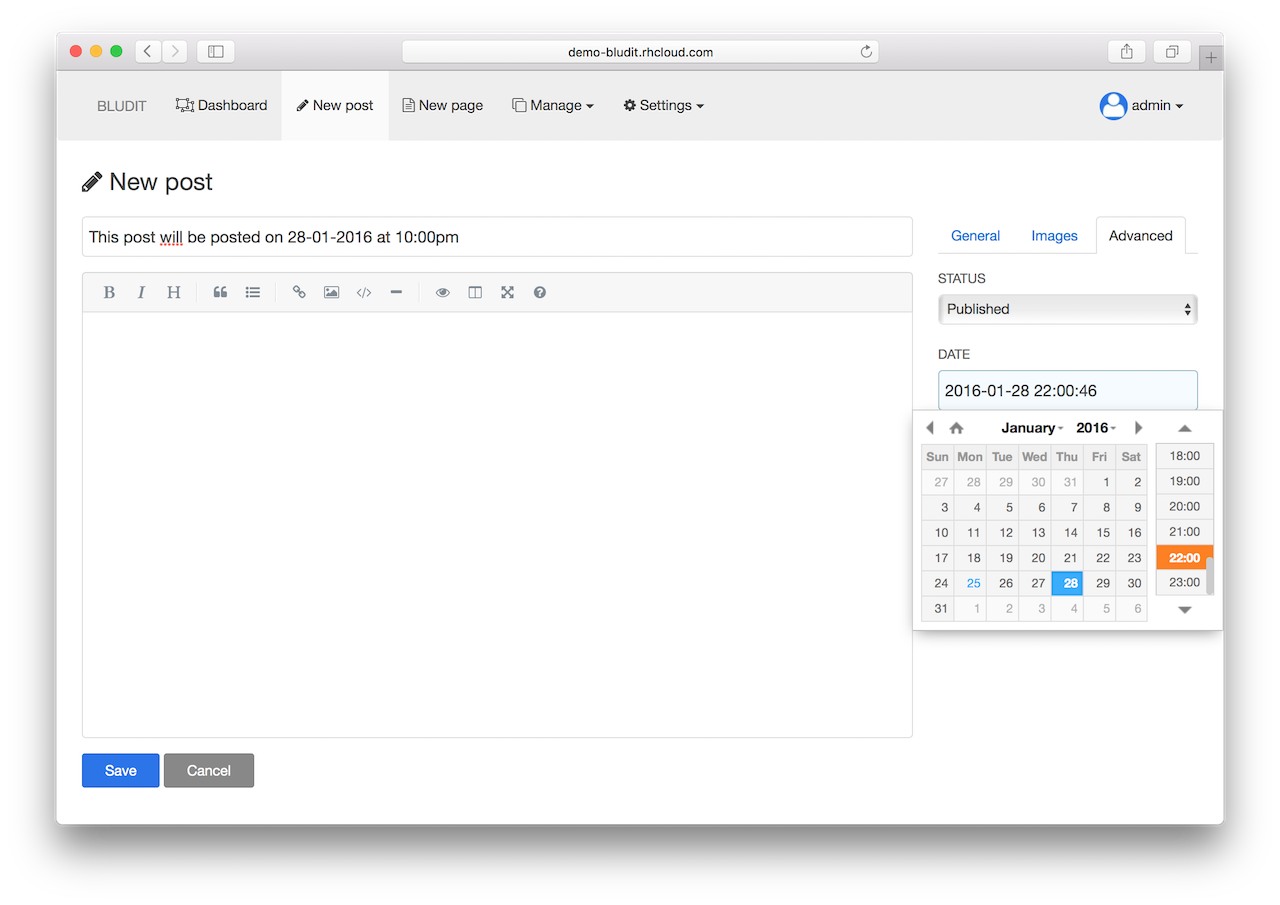 demo-bludit.rhcloud.com
BLUDIT Dashboard New post New page Manage Settings admin
New post
This post will be posted on 28-01-2016 at 10:00pm
General Images Advanced
B I H
STATUS
Published
DATE
2016-01-28 22:00:46
January 2016
Sun Mon Tue Wed Thu Fri Sat
27 28 29 30 31 1 2
3 4 5 6 7 8 9
10 11 12 13 14 15 16
17 18 19 20 21 22 23
24 25 26 27 28 29 30
31 1 2 3 4 5 6
18:00
19:00
20:00
21:00
22:00
23:00
Save Cancel